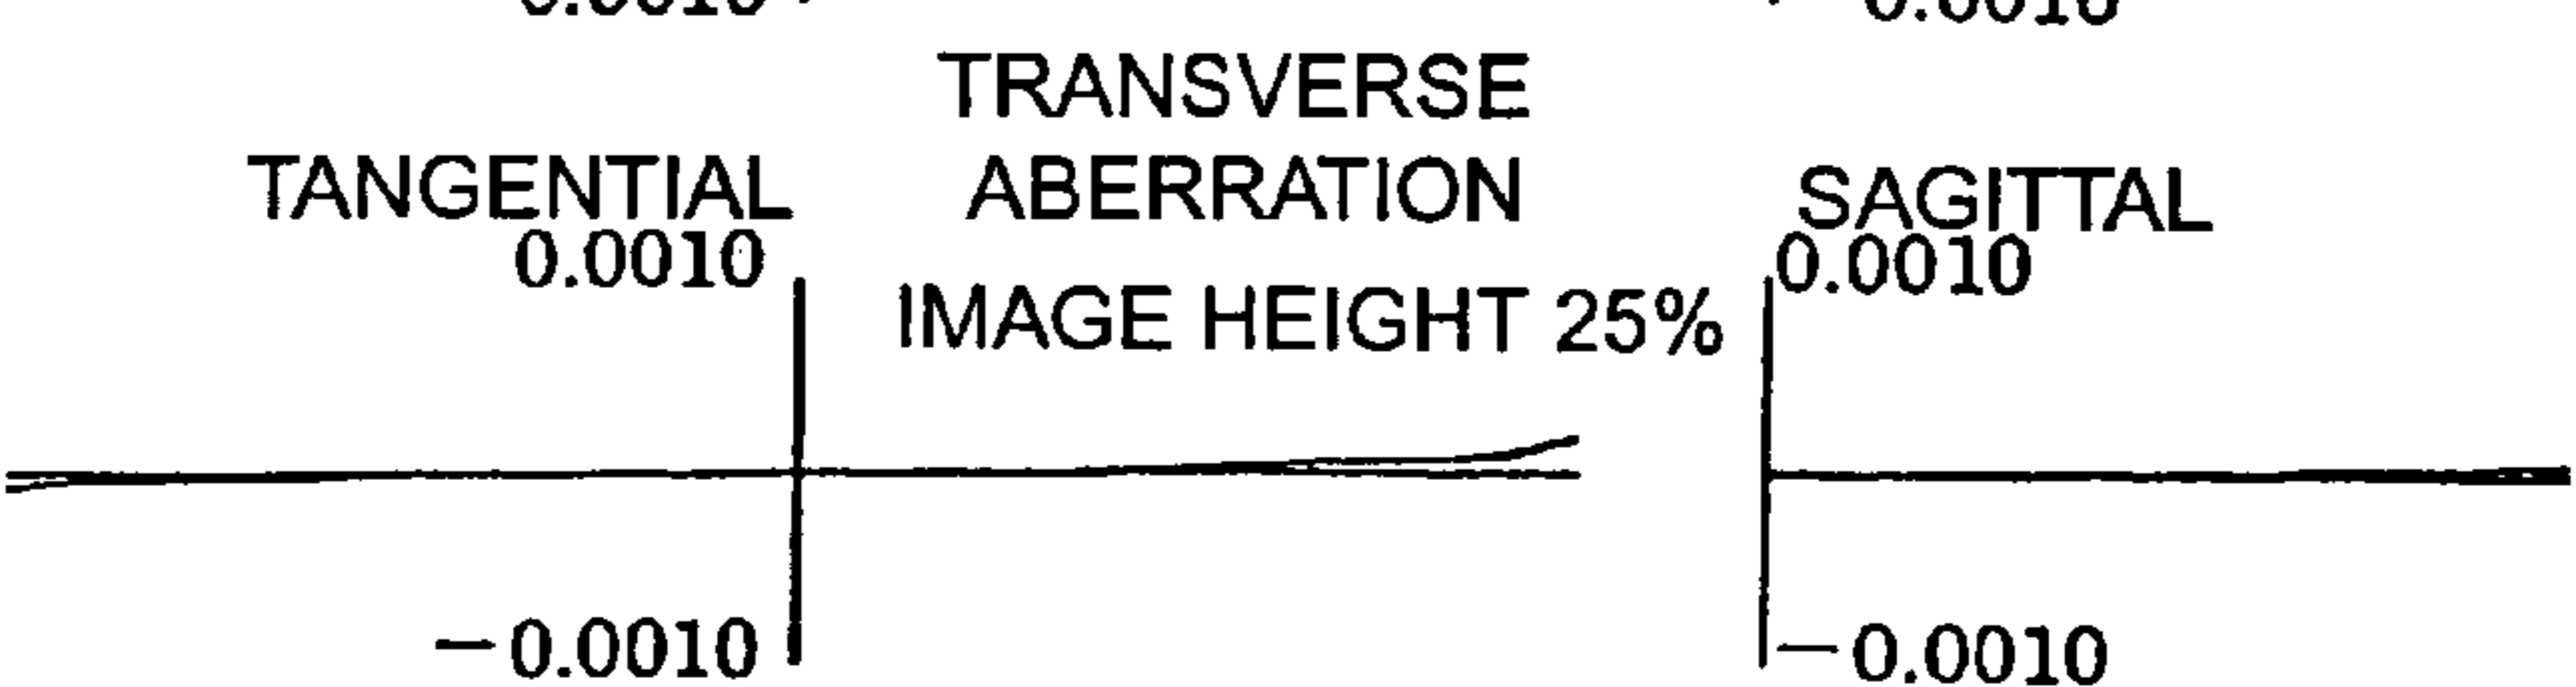 TRANSVERSE
TANGENTIAL ABERRATION SAGITTAL
0.0010 0.0010
IMAGE HEIGHT 25%
−0.0010 −0.0010